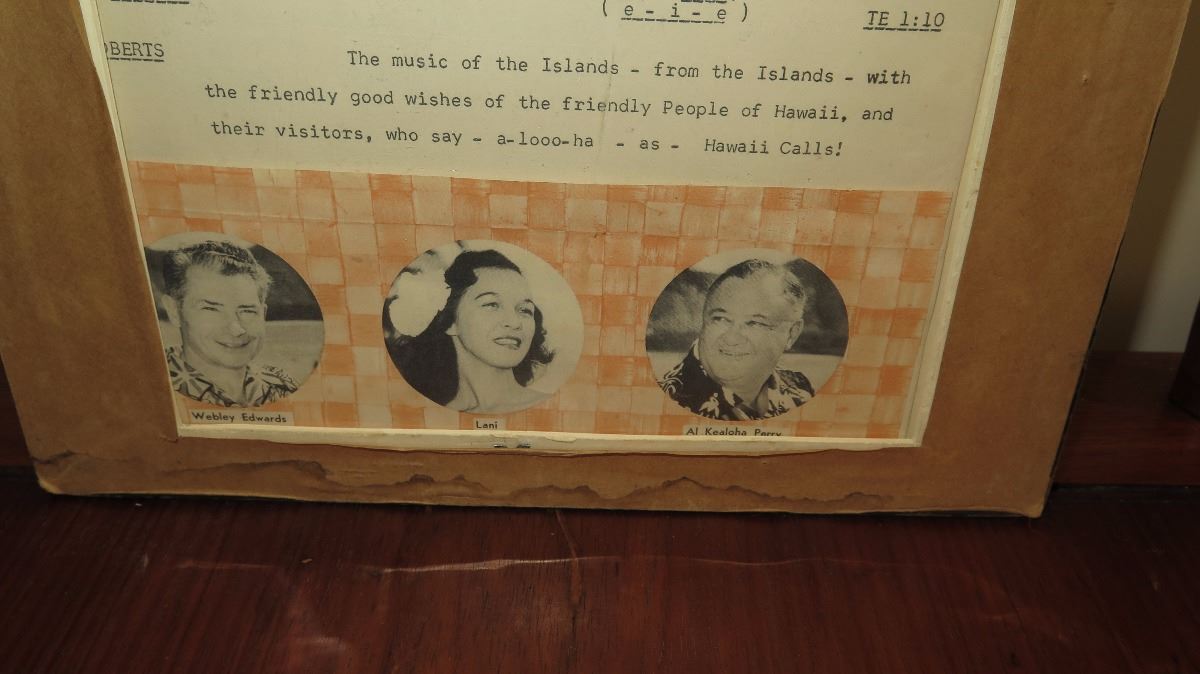 ( e - i - e )
TE 1:10
BERTS
The music of the Islands - from the Islands - with
the friendly good wishes of the friendly People of Hawaii, and
their visitors, who say - a-looo-ha - as - Hawaii Calls!
Webley Edwards
Lani
Al Kealoha Perry